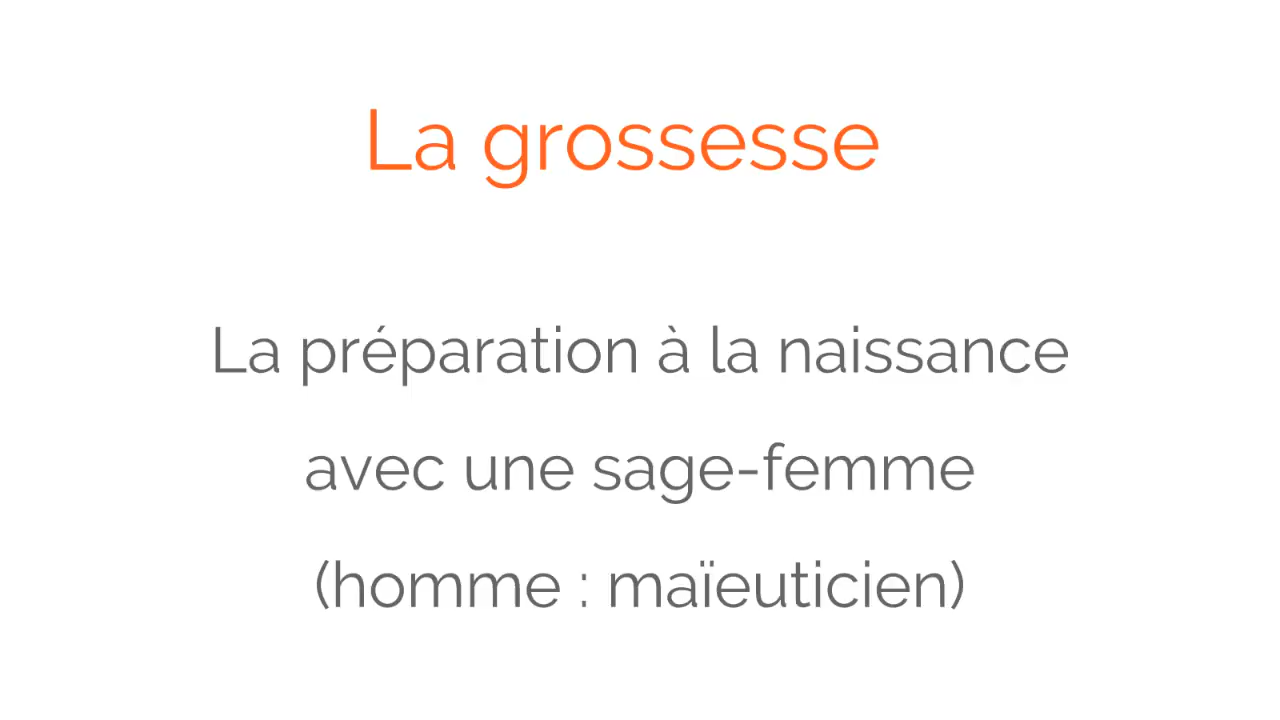 La grossesse
La préparation à la naissance
avec une sage-femme
(homme : maïeuticien)